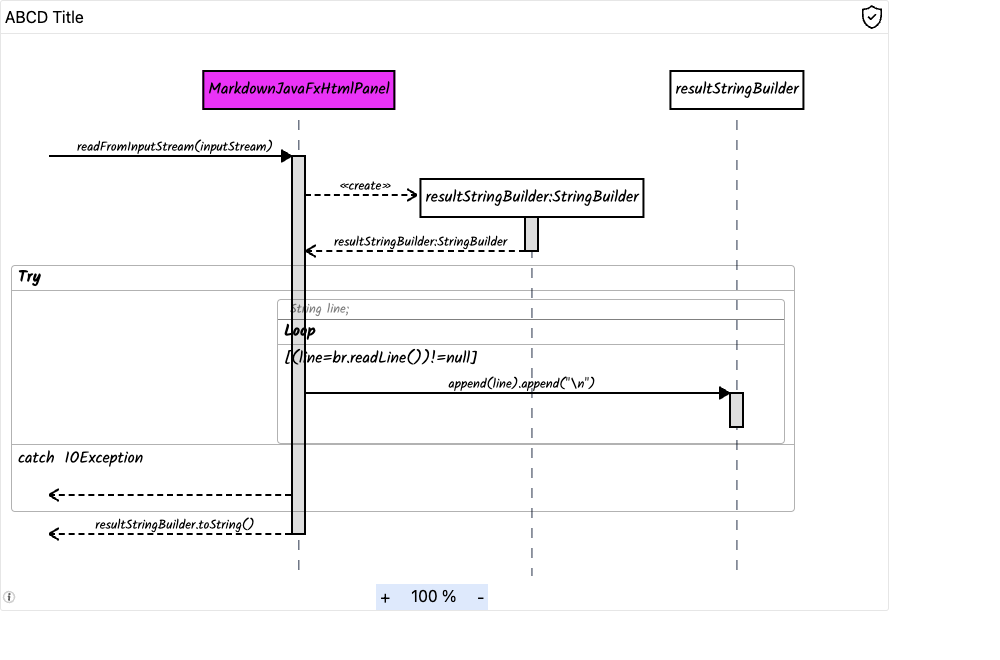 ABCD Title
MarkdownJavaFxHtmlPanel
resultStringBuilder
readFromInputStream(inputStream)
«create»
resultStringBuilder:StringBuilder
resultStringBuilder:StringBuilder
Try
String line;
Loop
[(line=br.readLine())!=null]
append(line).append("\n")
catch IOException
resultStringBuilder.toString()
+ 100 % -